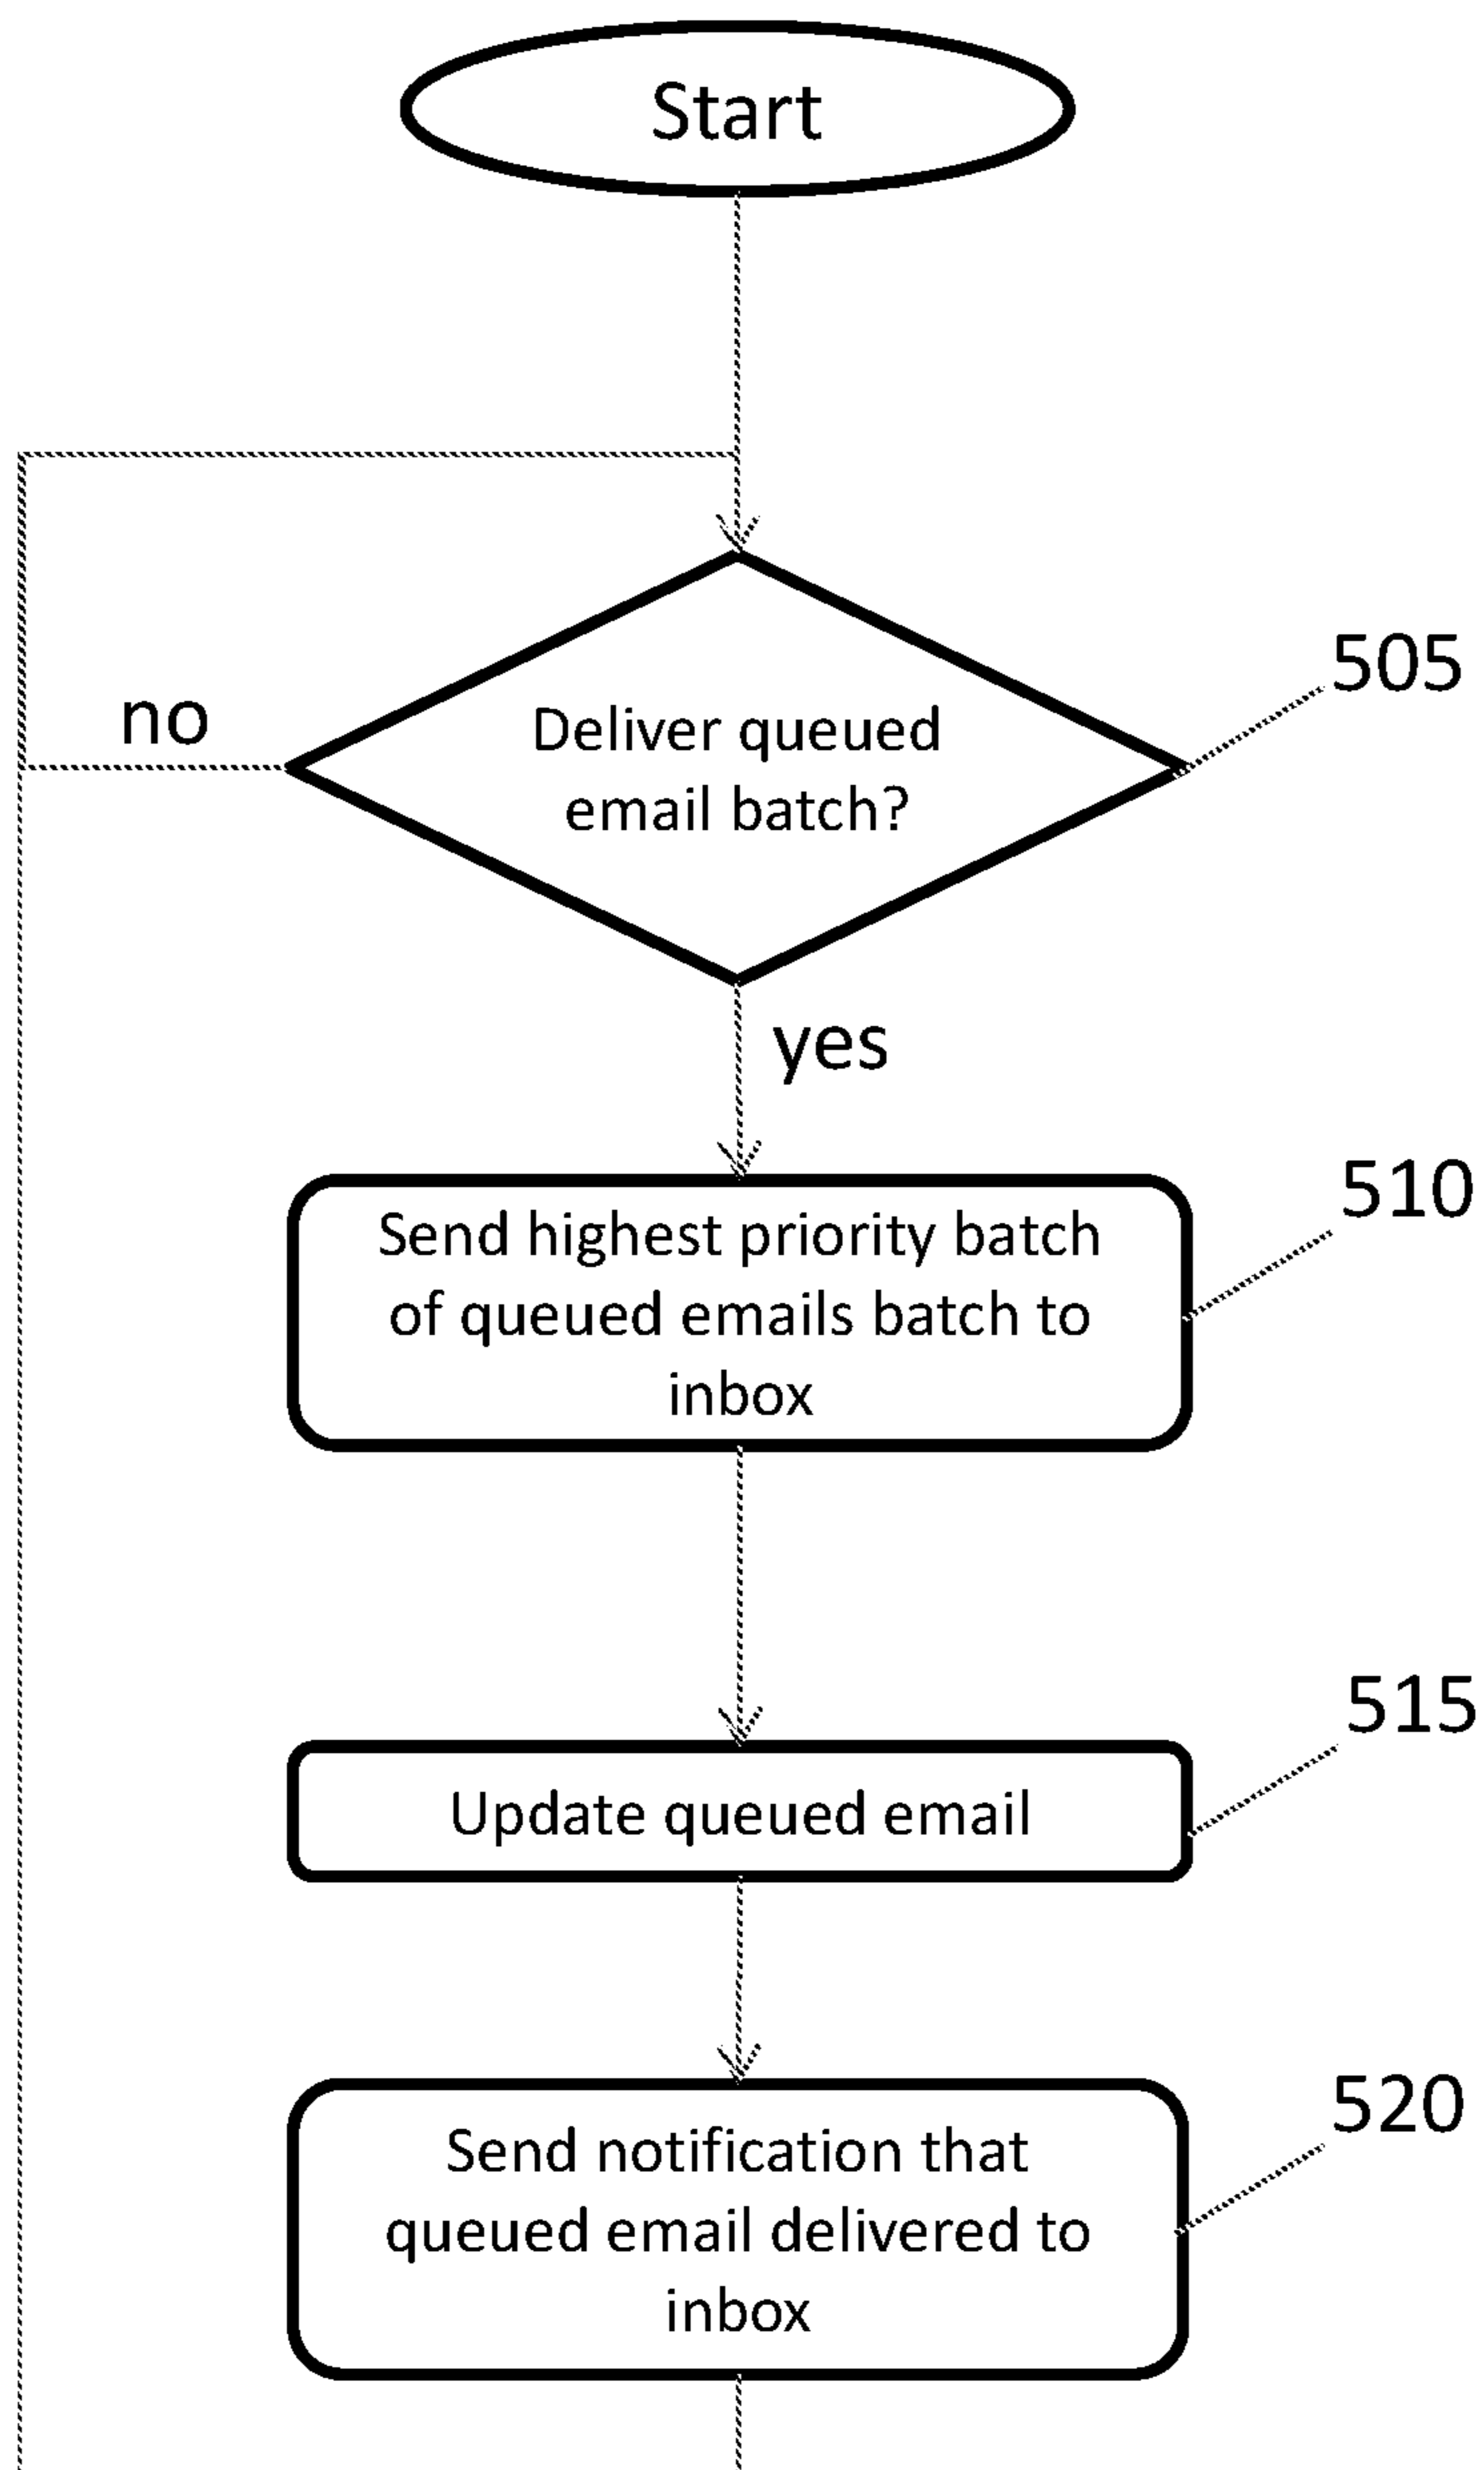 Start
505
no
Deliver queued
email batch?
yes
510
Send highest priority batch
of queued emails batch to
inbox
515
Update queued email
520
Send notification that
queued email delivered to
inbox